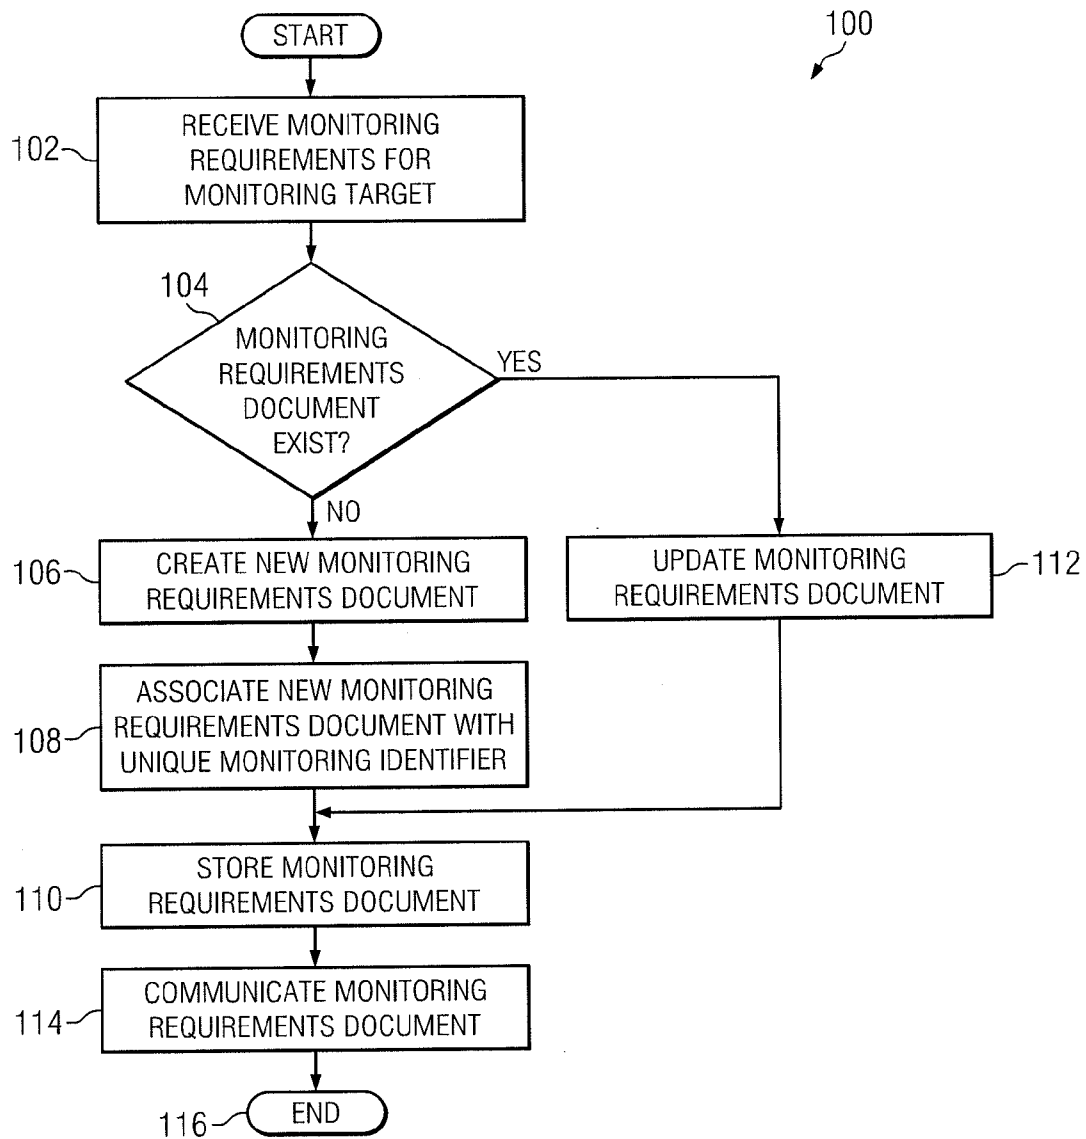 START
100
102
RECEIVE MONITORING
REQUIREMENTS FOR
MONITORING TARGET
104
MONITORING
REQUIREMENTS
DOCUMENT
EXIST?
YES
NO
106
CREATE NEW MONITORING
REQUIREMENTS DOCUMENT
UPDATE MONITORING
REQUIREMENTS DOCUMENT
112
108
ASSOCIATE NEW MONITORING
REQUIREMENTS DOCUMENT WITH
UNIQUE MONITORING IDENTIFIER
110
STORE MONITORING
REQUIREMENTS DOCUMENT
114
COMMUNICATE MONITORING
REQUIREMENTS DOCUMENT
116
END